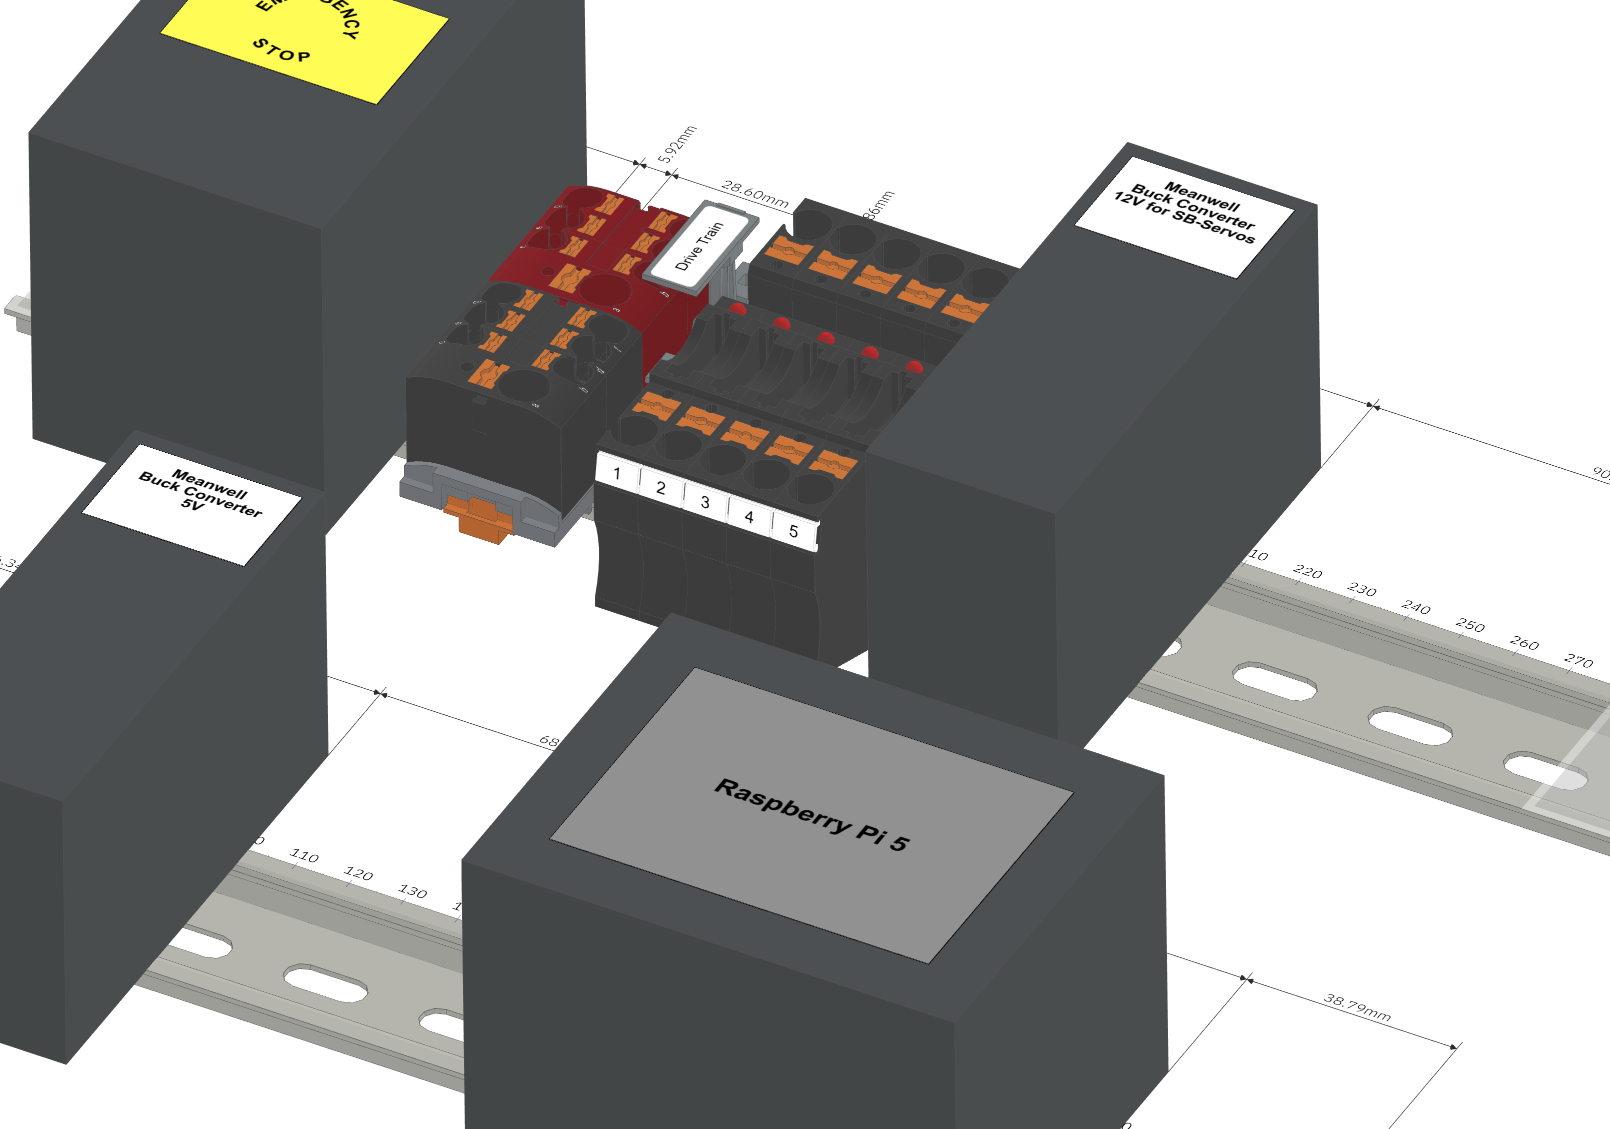 STOP
5.92mm
28.60mm
Drive Train
Meanwell
Buck Converter
12V for SB-Servos
Meanwell
Buck Converter
5V
1 2 3 4 5
220 230 240 250 260 270
68
Raspberry Pi 5
110 120 130
38.79mm